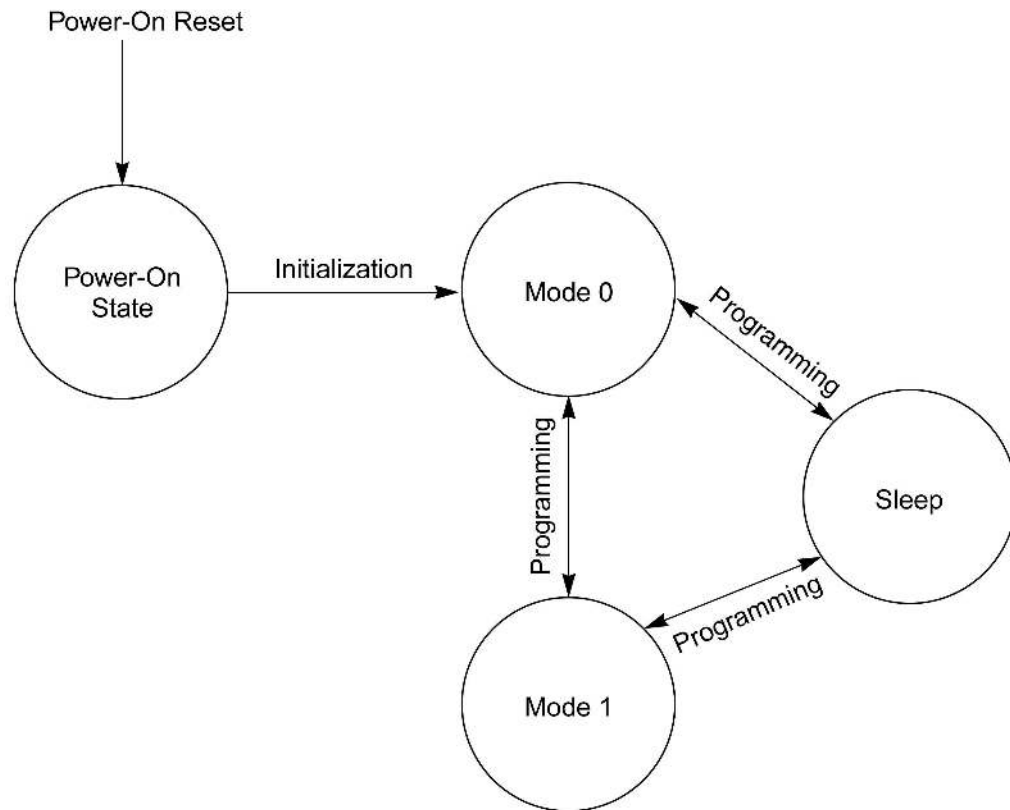 Power-On Reset
Power-On
State
Initialization
Mode 0
Programming
Programming
Sleep
Programming
Mode 1